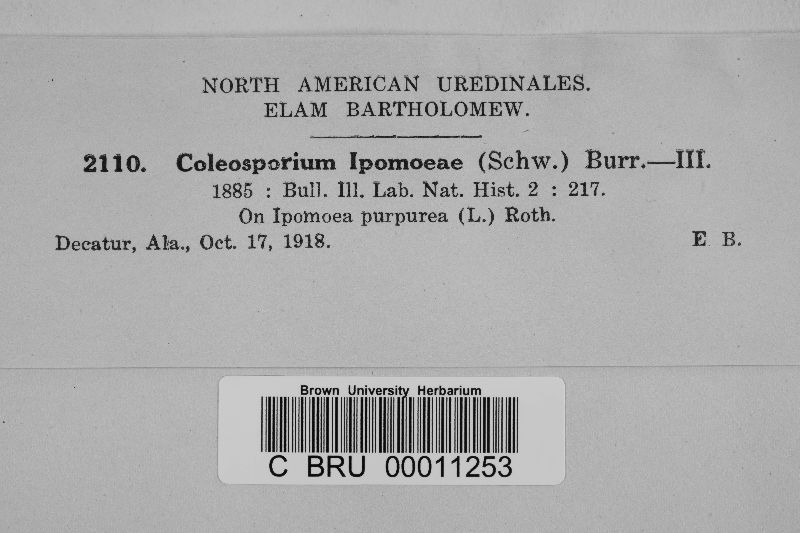 NORTH AMERICAN UREDINALES.
ELAM BARTHOLOMEW.
2110. Coleosporium Ipomoeae (Schw.) Burr.—III.
1885 : Bull. Ill. Lab. Nat. Hist. 2 : 217.
On Ipomoea purpurea (L.) Roth.
Decatur, Ala., Oct. 17, 1918. E B.
Brown University Herbarium
C BRU 00011253